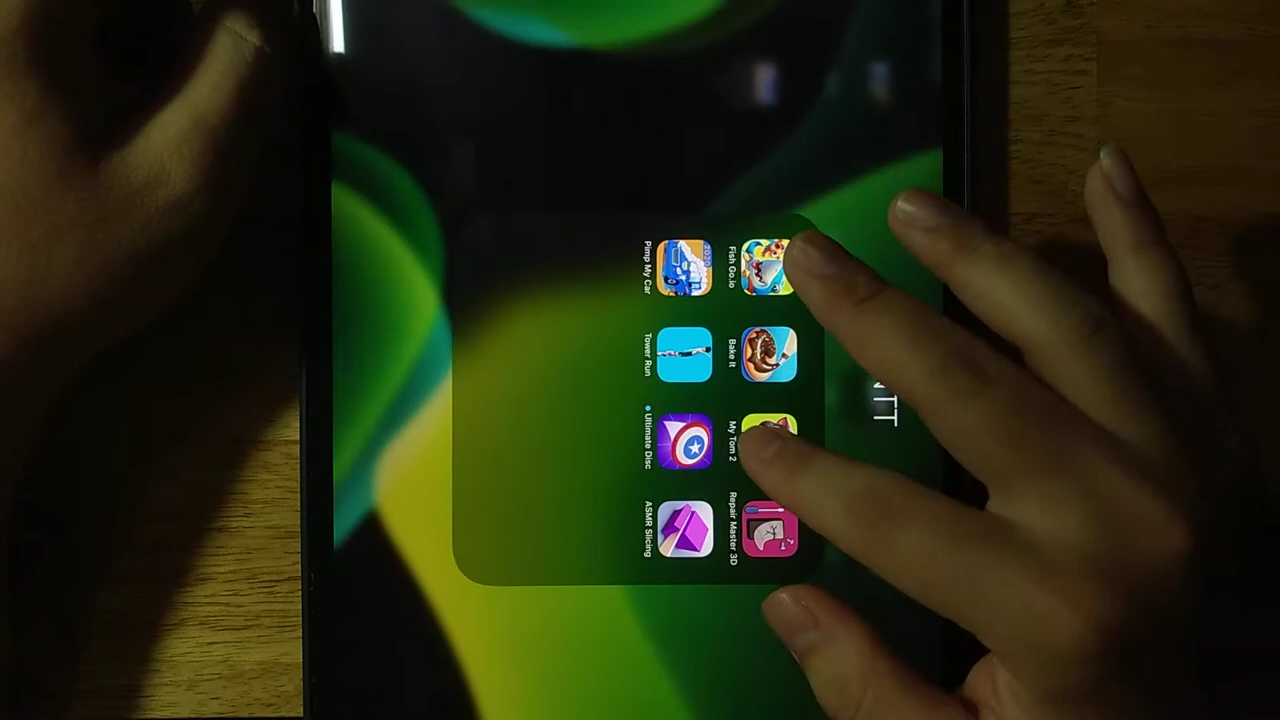 TT
Fish Go.io
Bake It
My Tom 2
Repair Master 3D
Pimp My Car
Tower Run
Ultimate Disc
ASMR Slicing